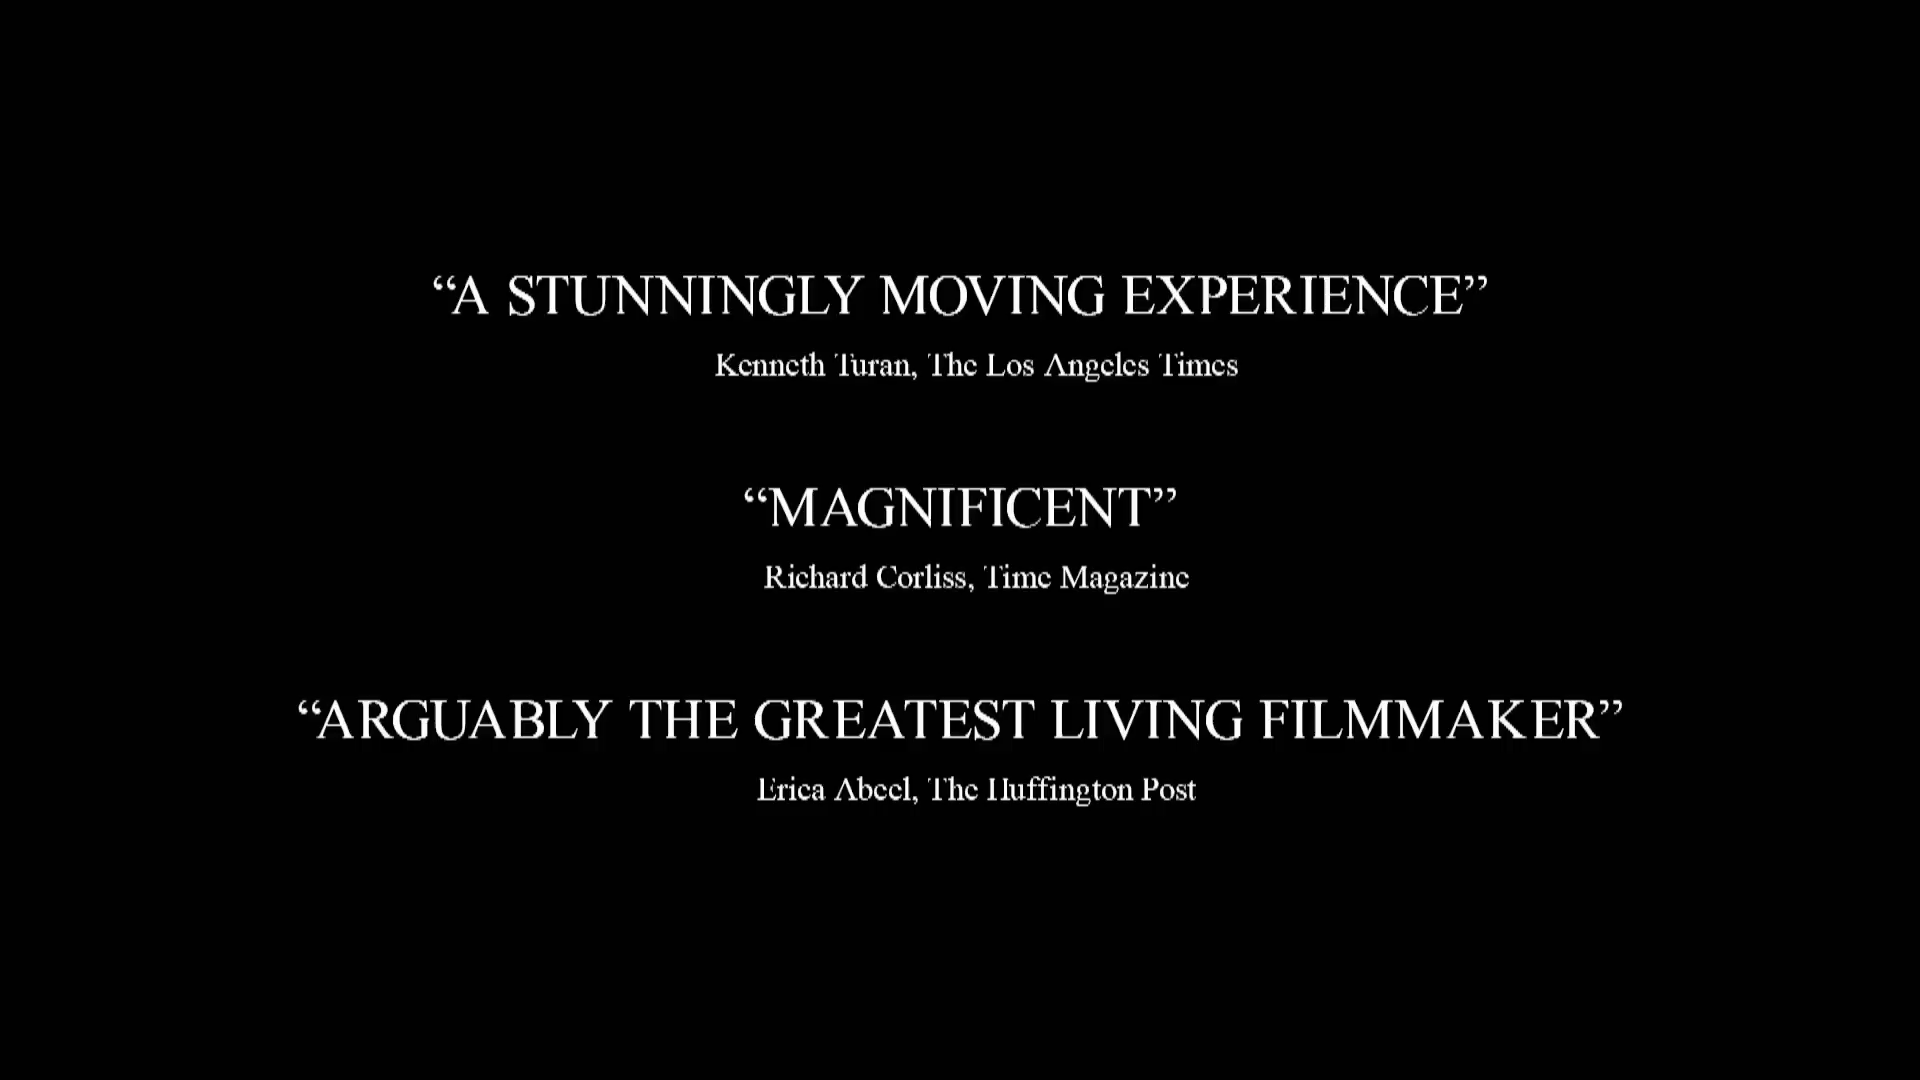 “A STUNNINGLY MOVING EXPERIENCE”
Kenneth Turan, The Los Angeles Times
“MAGNIFICENT”
Richard Corliss, Time Magazine
“ARGUABLY THE GREATEST LIVING FILMMAKER”
Erica Abeel, The Huffington Post